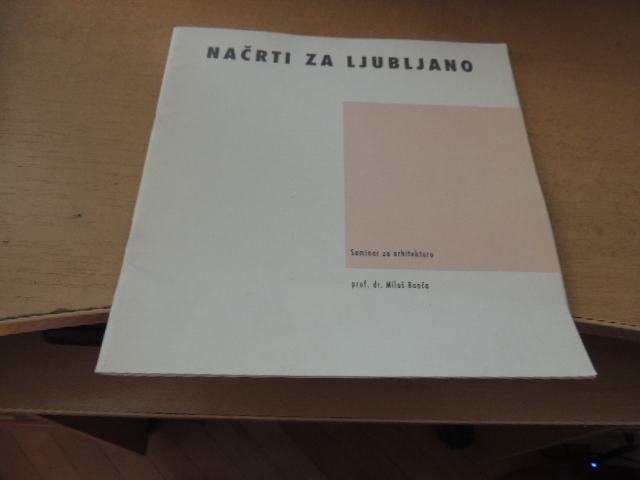 NAČRTI ZA LJUBLJANO
Seminar za arhitekturo
prof. dr. Miloš Bonča